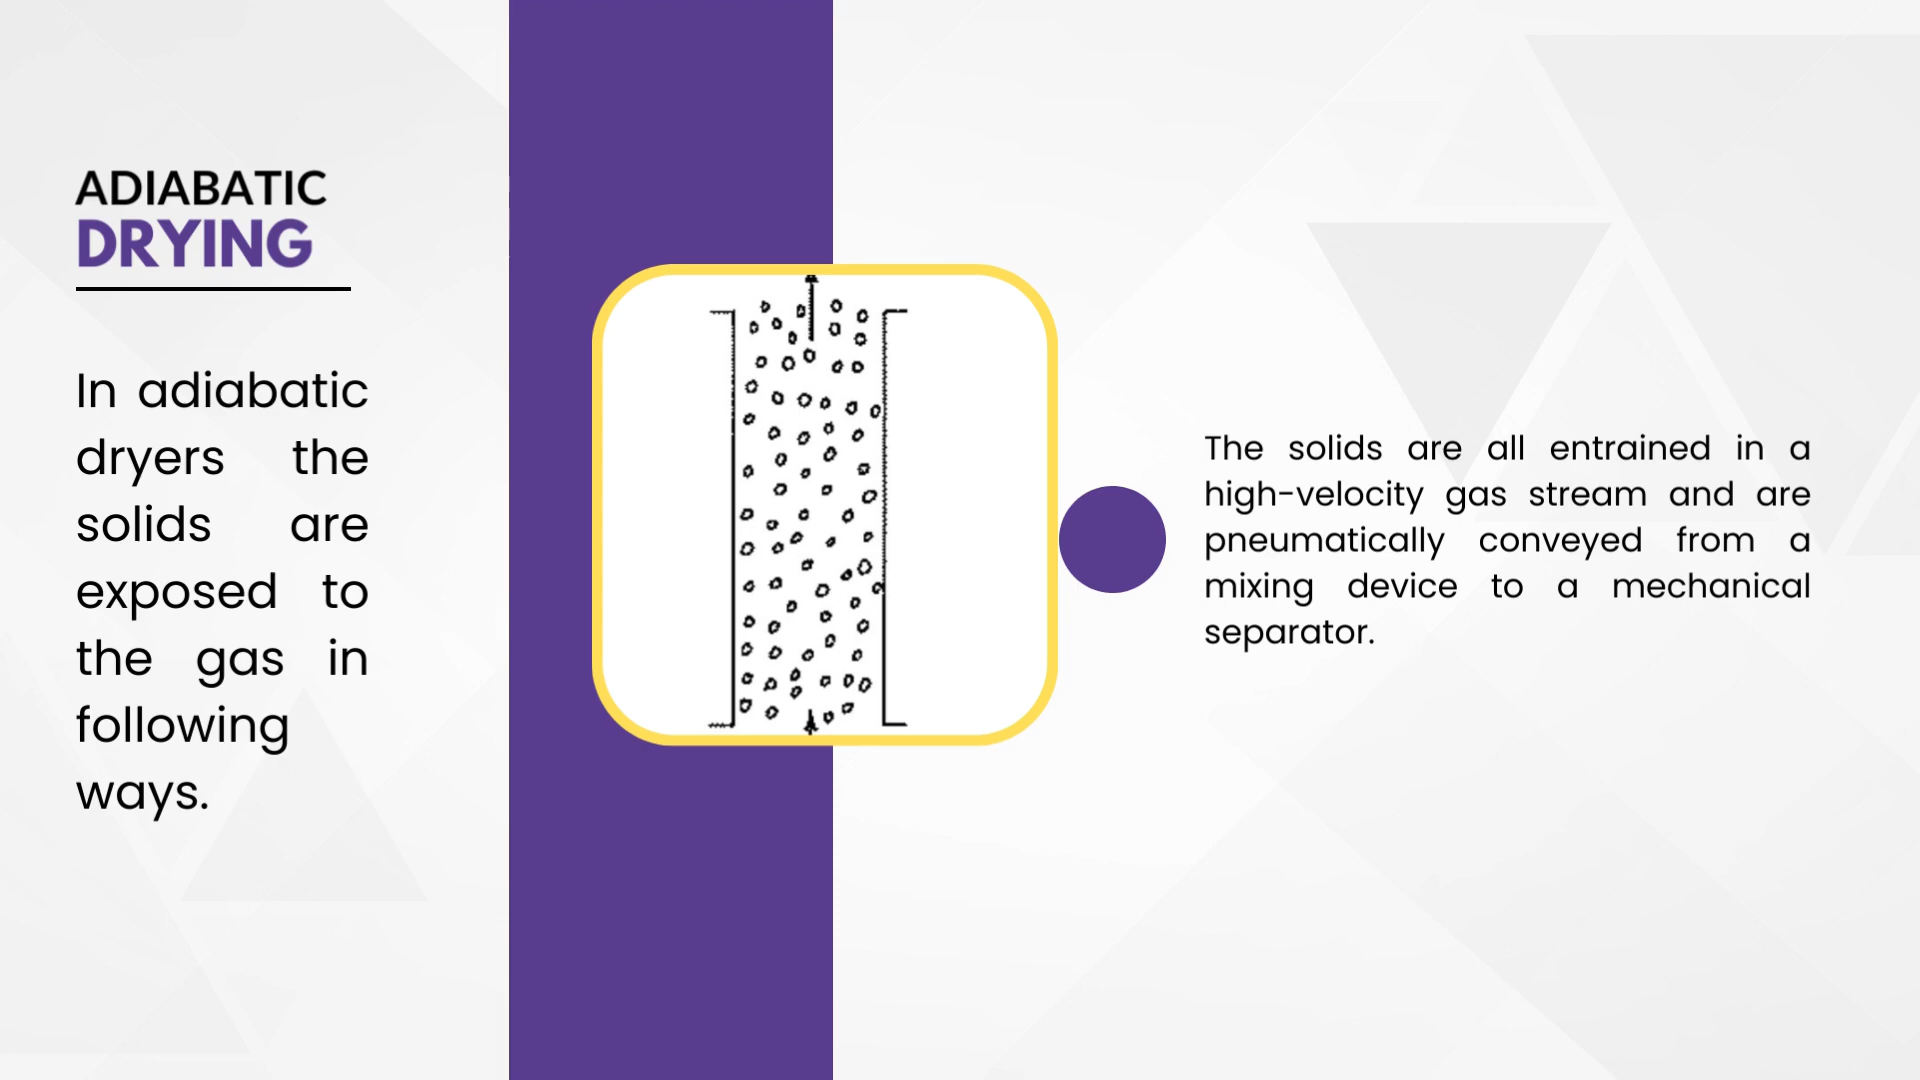 ADIABATIC
DRYING
In adiabatic
dryers the
solids are
exposed to
the gas in
following
ways.
The solids are all entrained in a
high-velocity gas stream and are
pneumatically conveyed from a
mixing device to a mechanical
separator.